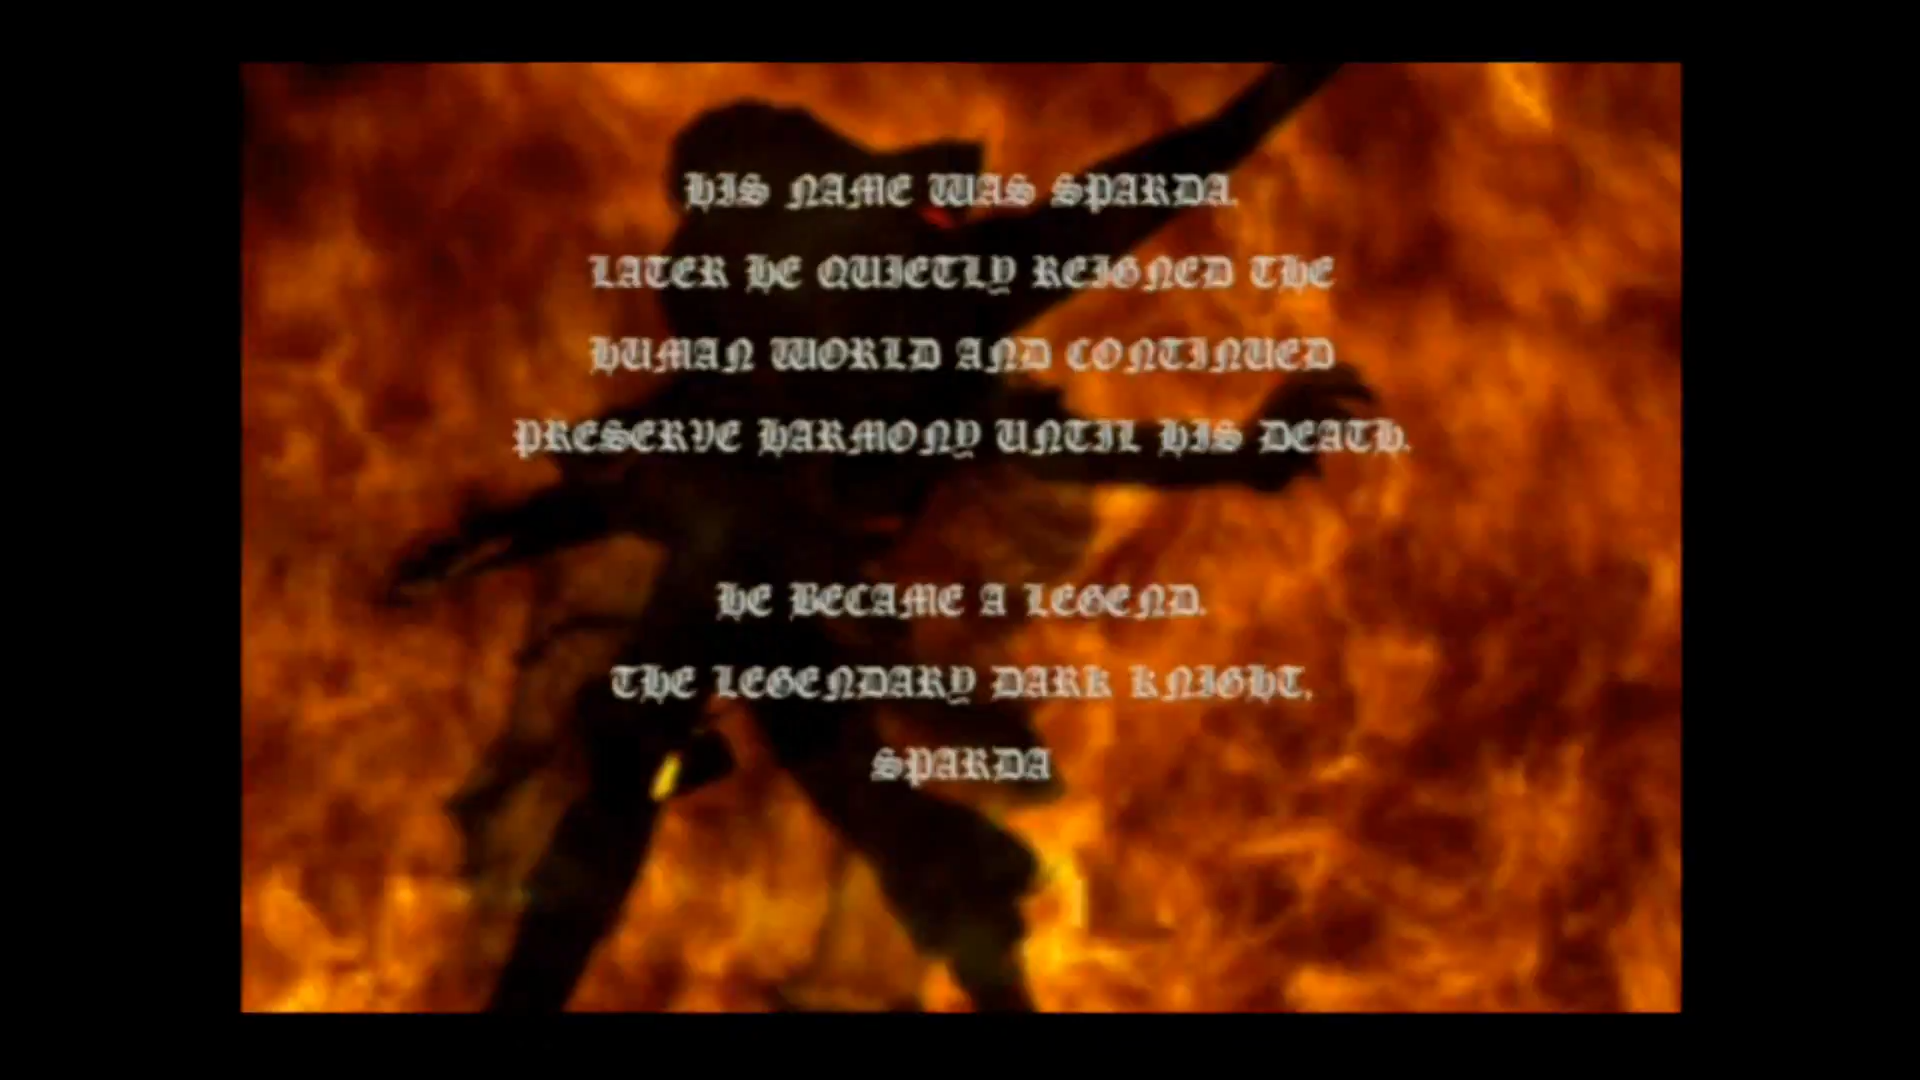 HIS NAME WAS SPARDA.
LATER HE QUIETLY REIGNED THE
HUMAN WORLD AND CONTINUED
PRESERVE HARMONY UNTIL HIS DEATH.
HE BECAME A LEGEND.
THE LEGENDARY DARK KNIGHT,
SPARDA